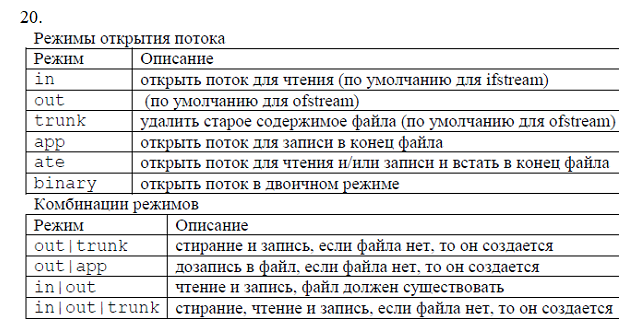 20.
Режимы открытия потока
Режим Описание
in открыть поток для чтения (по умолчанию для ifstream)
out (по умолчанию для ofstream)
trunk удалить старое содержимое файла (по умолчанию для ofstream)
app открыть поток для записи в конец файла
ate открыть поток для чтения и/или записи и встать в конец файла
binary открыть поток в двоичном режиме
Комбинации режимов
Режим Описание
out|trunk стирание и запись, если файла нет, то он создается
out|app дозапись в файл, если файла нет, то он создается
in|out чтение и запись, файл должен существовать
in|out|trunk стирание, чтение и запись, если файла нет, то он создается